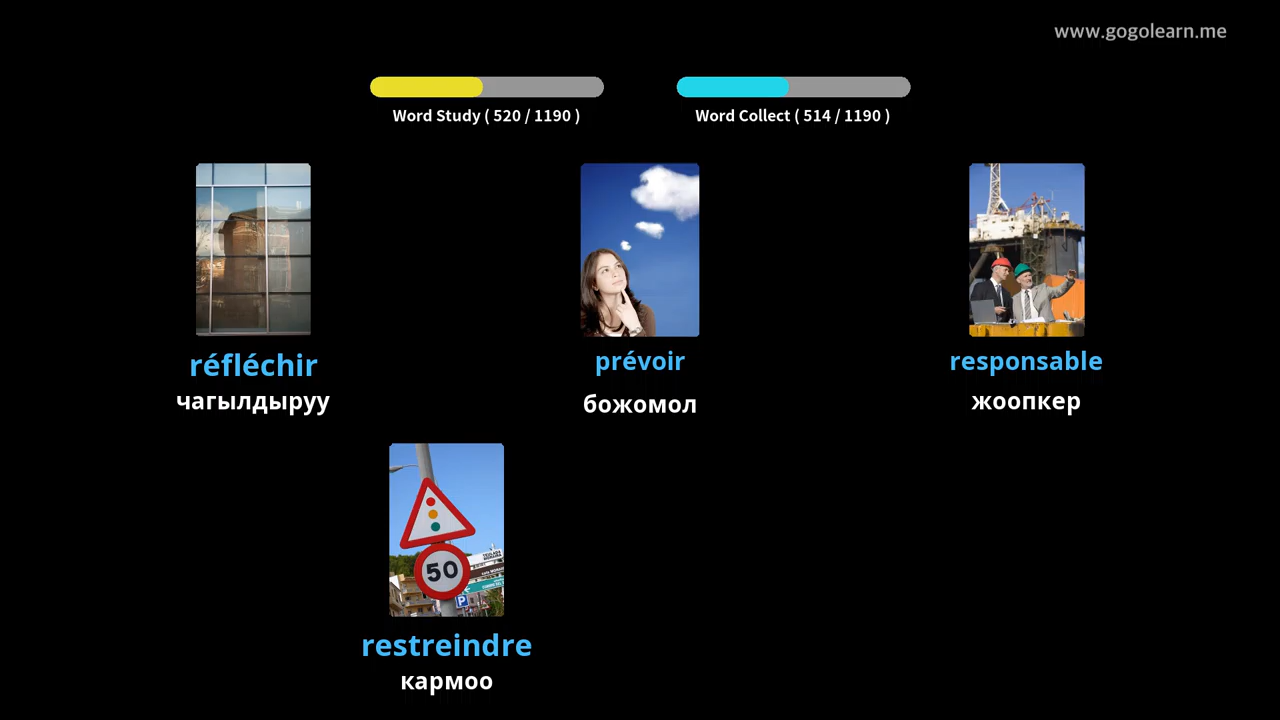 www.gogolearn.me
Word Study ( 520 / 1190 )
Word Collect ( 514 / 1190 )
réfléchir
чагылдыруу
prévoir
божомол
responsable
жоопкер
50
P
restreindre
кармоо